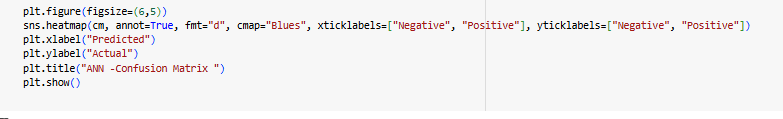 plt.figure(figsize=(6,5))
sns.heatmap(cm, annot=True, fmt="d", cmap="Blues", xticklabels=["Negative", "Positive"], yticklabels=["Negative", "Positive"])
plt.xlabel("Predicted")
plt.ylabel("Actual")
plt.title("ANN -Confusion Matrix ")
plt.show()